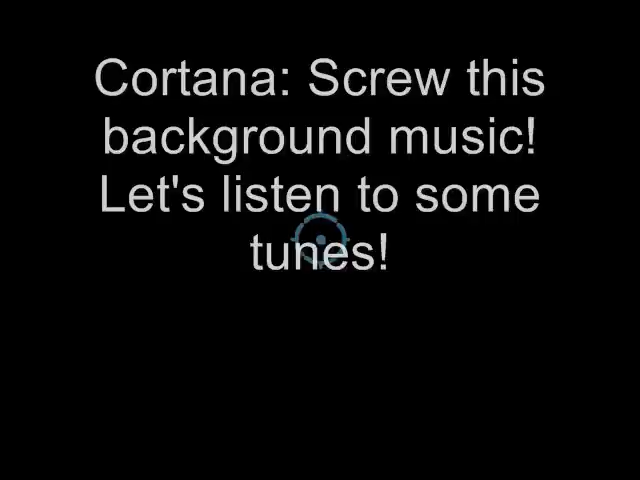 Cortana: Screw this
background music!
Let's listen to some
tunes!